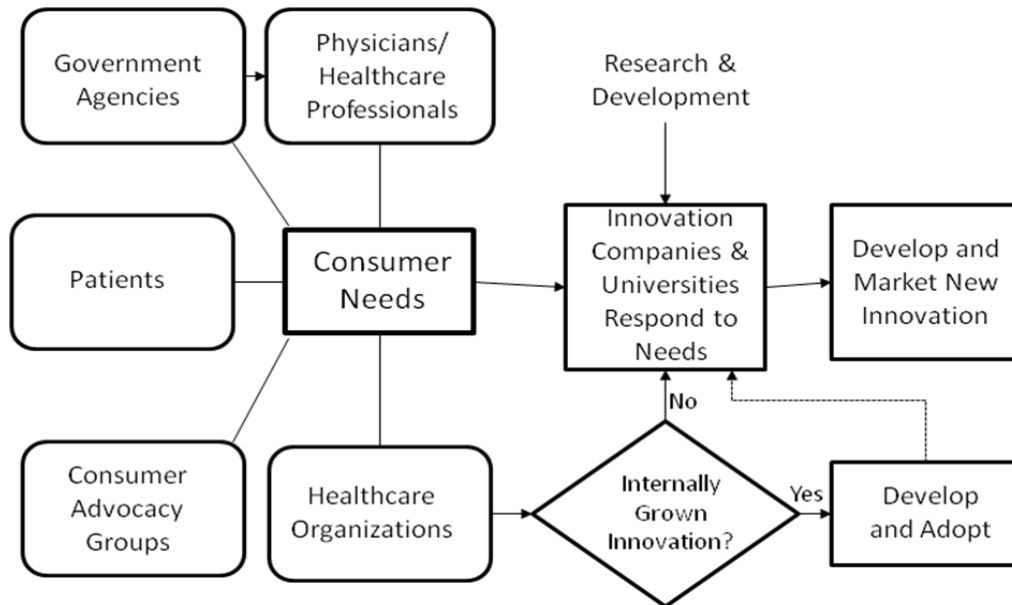 Government
Agencies
Physicians/
Healthcare
Professionals
Research &
Development
Patients
Consumer
Needs
Innovation
Companies &
Universities
Respond to
Needs
Develop and
Market New
Innovation
No
Consumer
Advocacy
Groups
Healthcare
Organizations
Internally
Grown
Innovation?
Yes
Develop
and Adopt